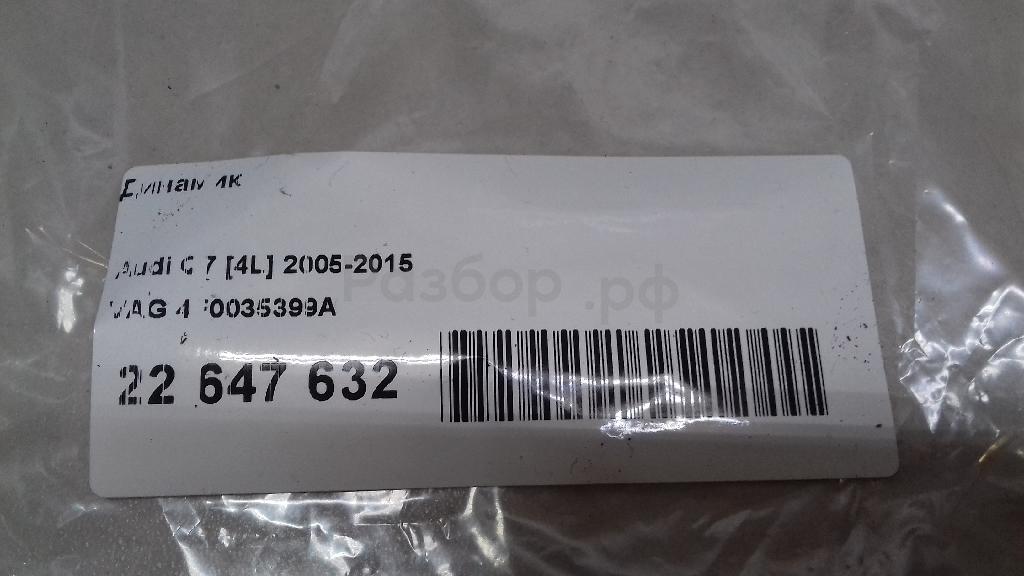 Динамик
Audi Q7 [4L] 2005-2015
VAG 4F0035399A
22 647 632
Разбор.рф